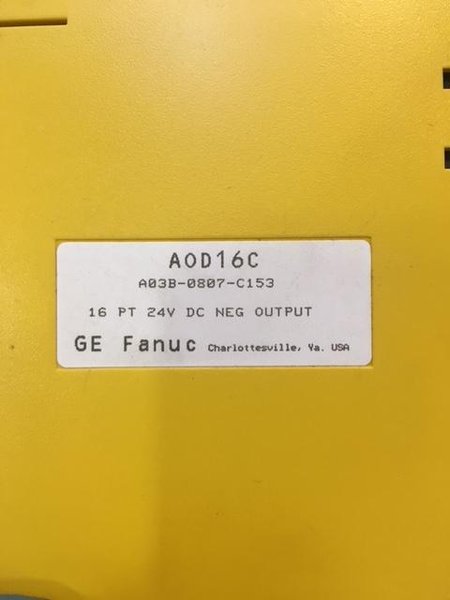 AOD16C
A03B-0807-C153
16 PT 24V DC NEG OUTPUT
GE Fanuc Charlottesville, Va. USA